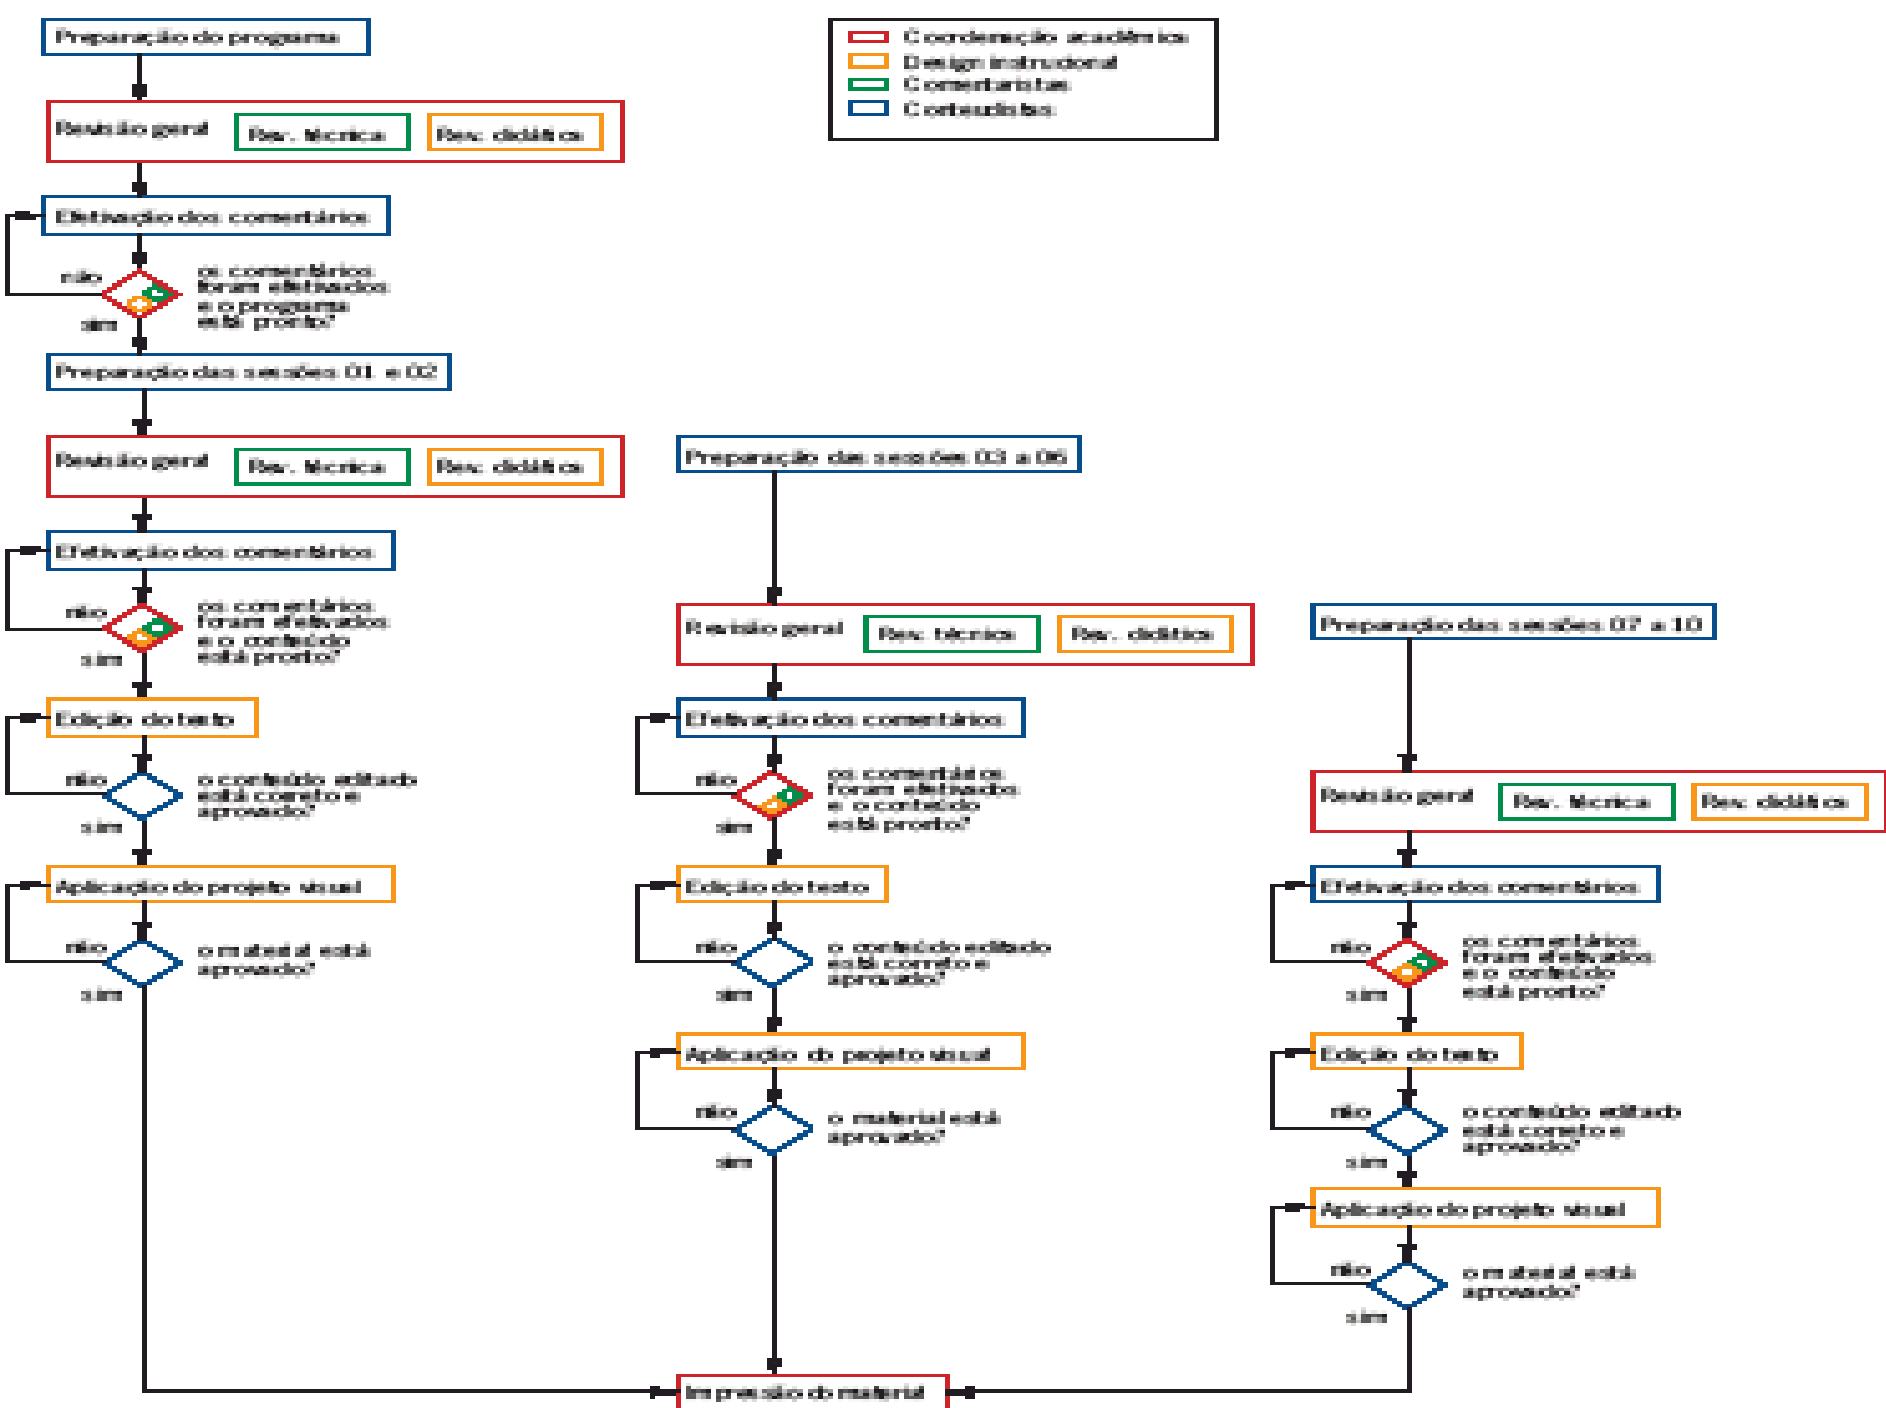 Preparação do programa
Coordenação acadêmica
Design instrucional
Comentaristas
Conteudistas
Revisão geral
Rev. técnica
Rev. didática
Efetivação dos comentários
não
os comentários
foram efetivados
e o programa
está pronto?
sim
Preparação das sessões 01 e 02
Revisão geral
Rev. técnica
Rev. didática
Efetivação dos comentários
não
os comentários
foram efetivados
e o conteúdo
está pronto?
sim
Edição do texto
não
o conteúdo editado
está correto e
aprovado?
sim
Aplicação do projeto visual
não
o material está
aprovado?
sim
Preparação das sessões 03 a 06
Revisão geral
Rev. técnica
Rev. didática
Efetivação dos comentários
não
os comentários
foram efetivados
e o conteúdo
está pronto?
sim
Edição do texto
não
o conteúdo editado
está correto e
aprovado?
sim
Aplicação do projeto visual
não
o material está
aprovado?
sim
Preparação das sessões 07 a 10
Revisão geral
Rev. técnica
Rev. didática
Efetivação dos comentários
não
os comentários
foram efetivados
e o conteúdo
está pronto?
sim
Edição do texto
não
o conteúdo editado
está correto e
aprovado?
sim
Aplicação do projeto visual
não
o material está
aprovado?
sim
Impressão do material